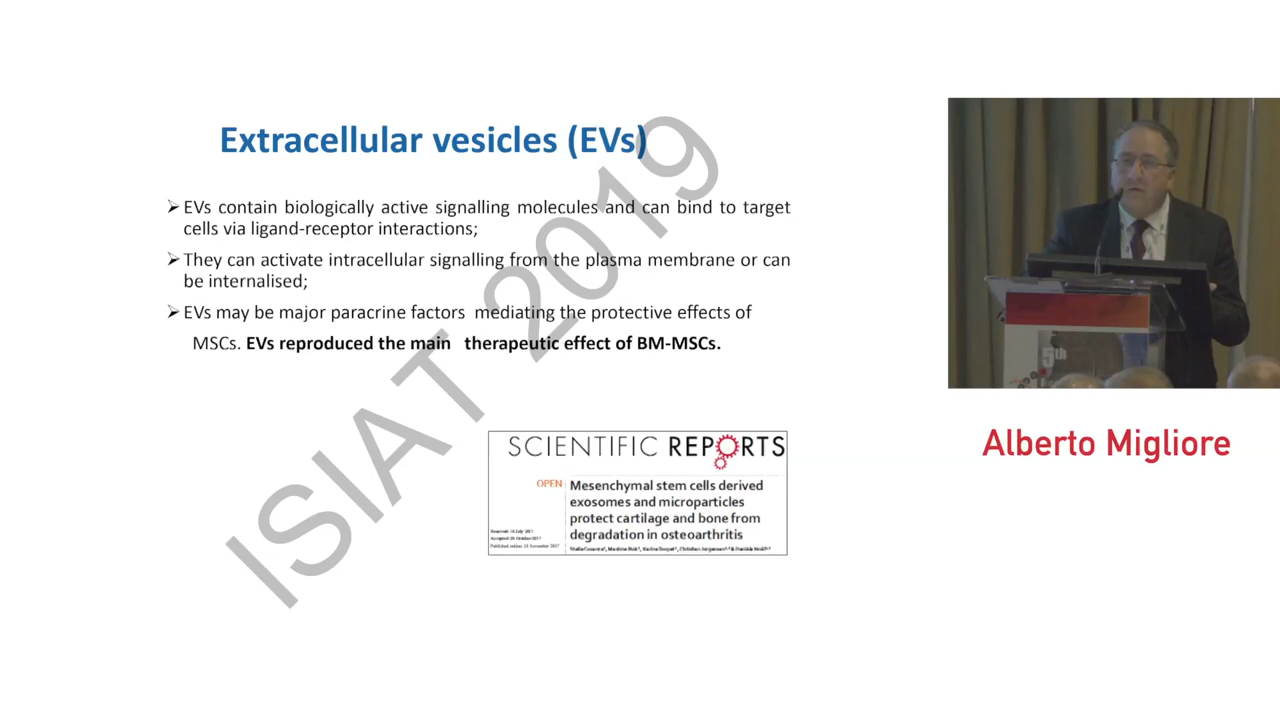 Extracellular vesicles (EVs)
➢EVs contain biologically active signalling molecules and can bind to target
cells via ligand-receptor interactions;
➢They can activate intracellular signalling from the plasma membrane or can
be internalised;
➢EVs may be major paracrine factors mediating the protective effects of
MSCs. EVs reproduced the main therapeutic effect of BM-MSCs.
ISIAT 2019
SCIENTIFIC REPORTS
OPEN
Mesenchymal stem cells derived
exosomes and microparticles
protect cartilage and bone from
degradation in osteoarthritis
5th
Alberto Migliore